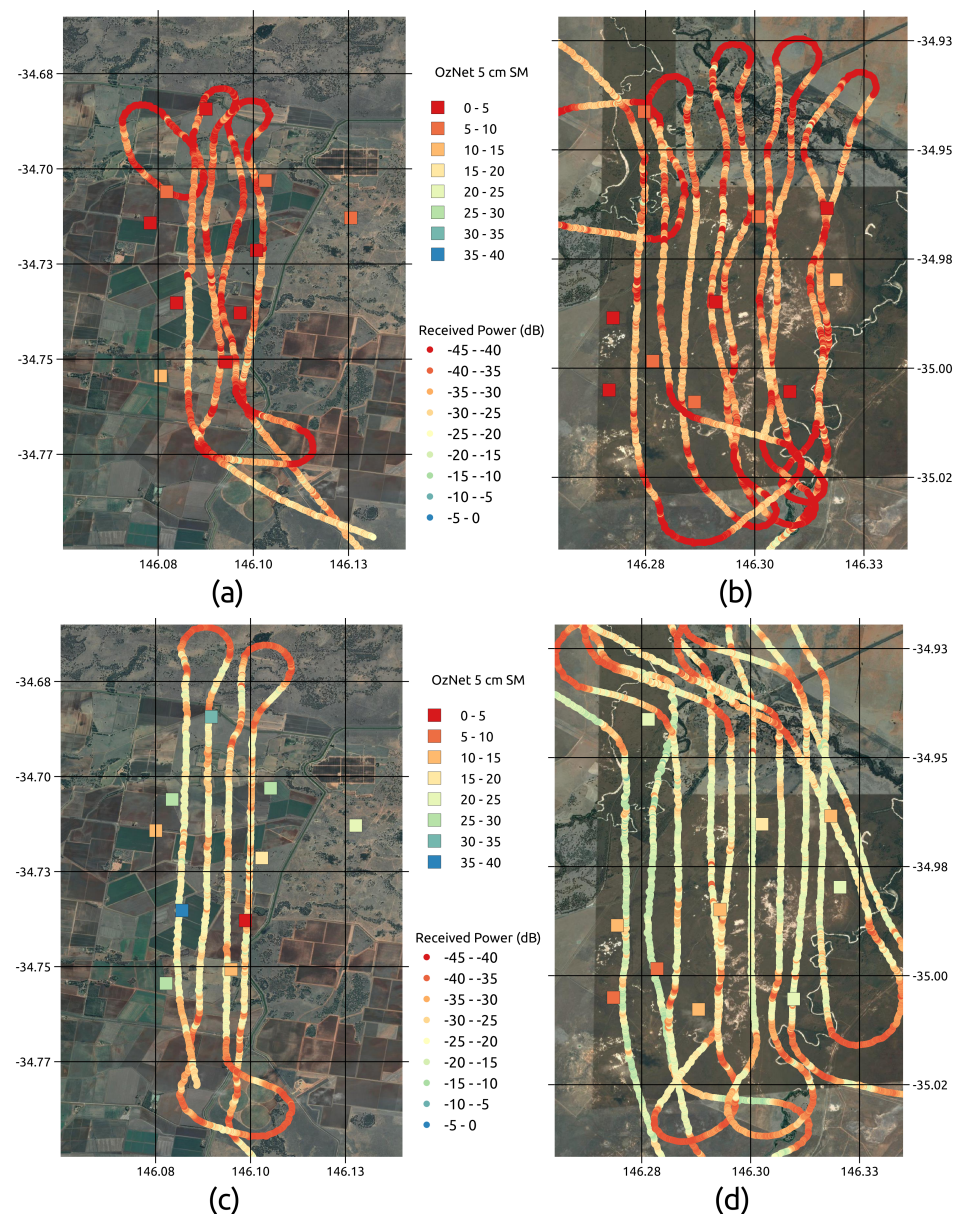 -34.68
-34.70
-34.73
-34.75
-34.77
146.08
146.10
146.13
(a)
OzNet 5 cm SM
0 - 5
5 - 10
10 - 15
15 - 20
20 - 25
25 - 30
30 - 35
35 - 40
Received Power (dB)
-45 - -40
-40 - -35
-35 - -30
-30 - -25
-25 - -20
-20 - -15
-15 - -10
-10 - -5
-5 - 0
-34.93
-34.95
-34.98
-35.00
-35.02
146.28
146.30
146.33
(b)
-34.68
-34.70
-34.73
-34.75
-34.77
146.08
146.10
146.13
(c)
OzNet 5 cm SM
0 - 5
5 - 10
10 - 15
15 - 20
20 - 25
25 - 30
30 - 35
35 - 40
Received Power (dB)
-45 - -40
-40 - -35
-35 - -30
-30 - -25
-25 - -20
-20 - -15
-15 - -10
-10 - -5
-5 - 0
-34.93
-34.95
-34.98
-35.00
-35.02
146.28
146.30
146.33
(d)